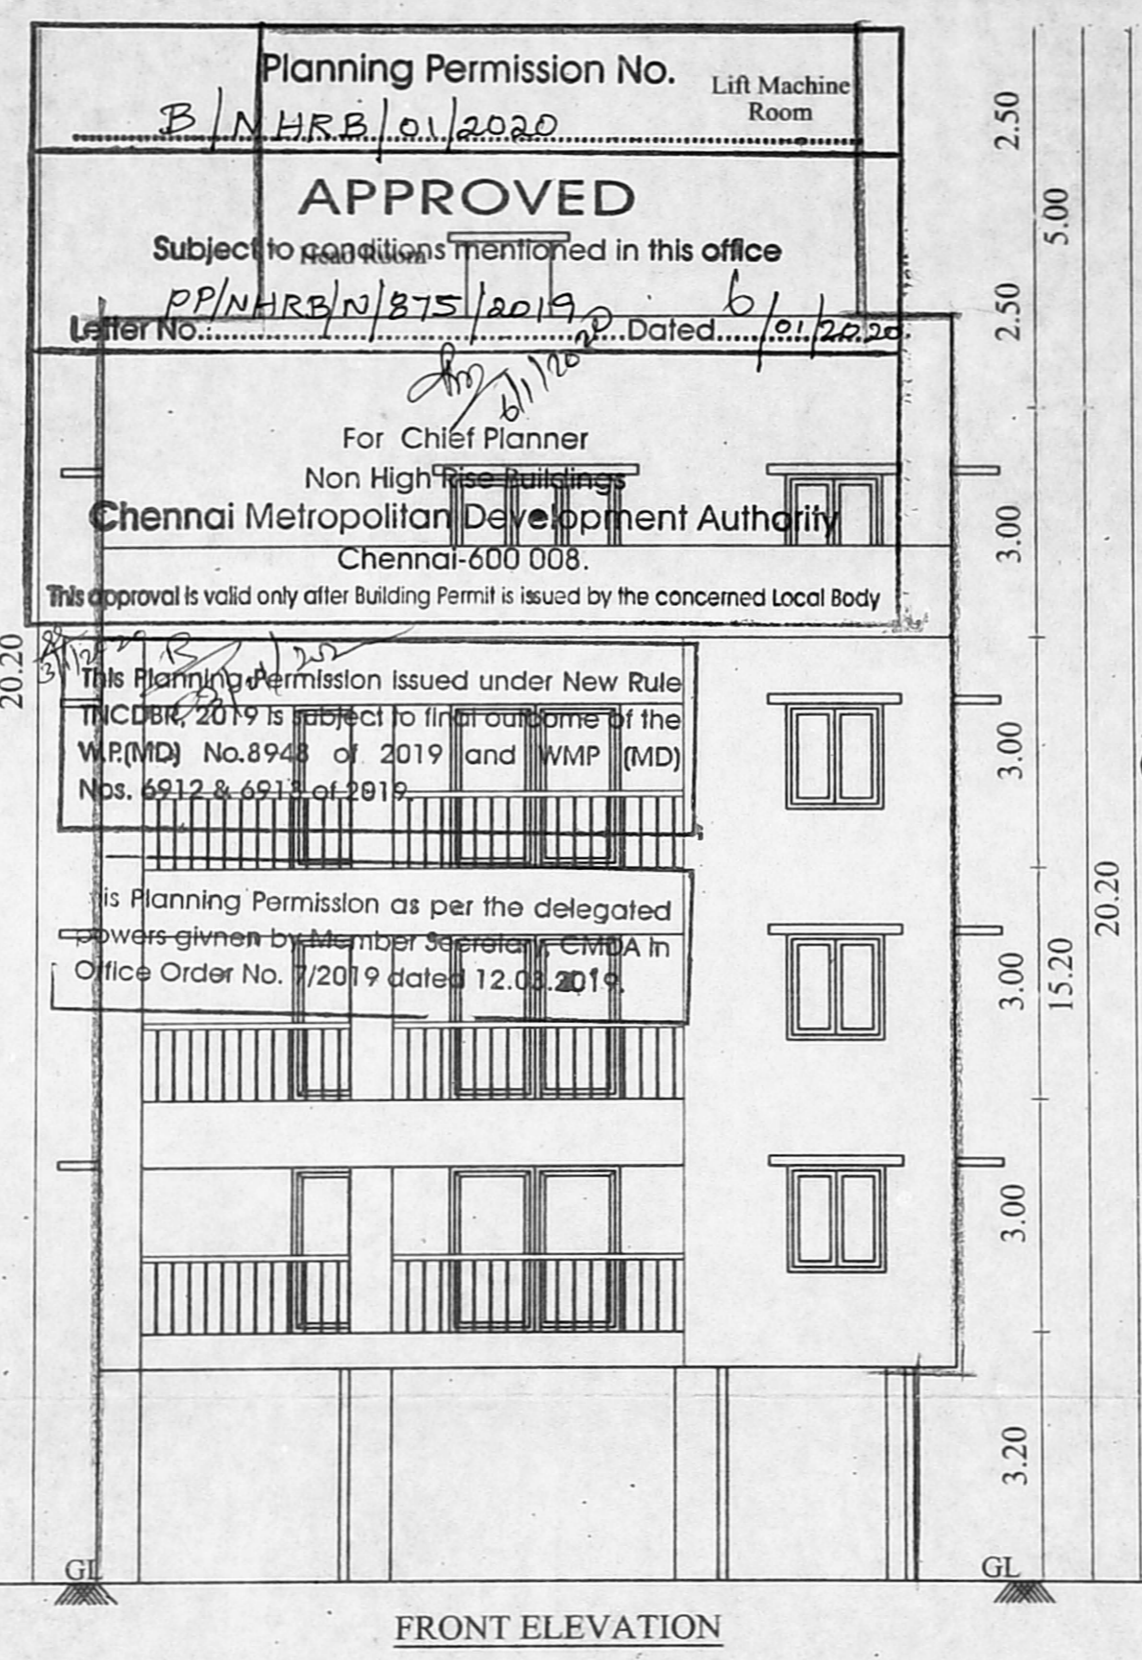 Planning Permission No.
Lift Machine
Room
B/NHRB/01/2020
APPROVED
Subject to conditions mentioned in this office
Head Room
PP/NHRB/N/875/2019
6/01/2020
Letter No.:
Dated
6/1/2020
For Chief Planner
Non High Rise Buildings
Chennai Metropolitan Development Authority
Chennai-600 008.
This approval is valid only after Building Permit is issued by the concerned Local Body
This Planning Permission issued under New Rule
TNCDBR, 2019 is subject to final outcome of the
W.P.(MD) No.8948 of 2019 and WMP (MD)
Nos. 6912 & 6913 of 2019.
is Planning Permission as per the delegated
powers givnen by Member Secretary, CMDA in
Office Order No. 7/2019 dated 12.03.2019.
20.20
2.50
5.00
2.50
3.00
3.00
3.00
3.00
3.20
15.20
20.20
GL
GL
FRONT ELEVATION